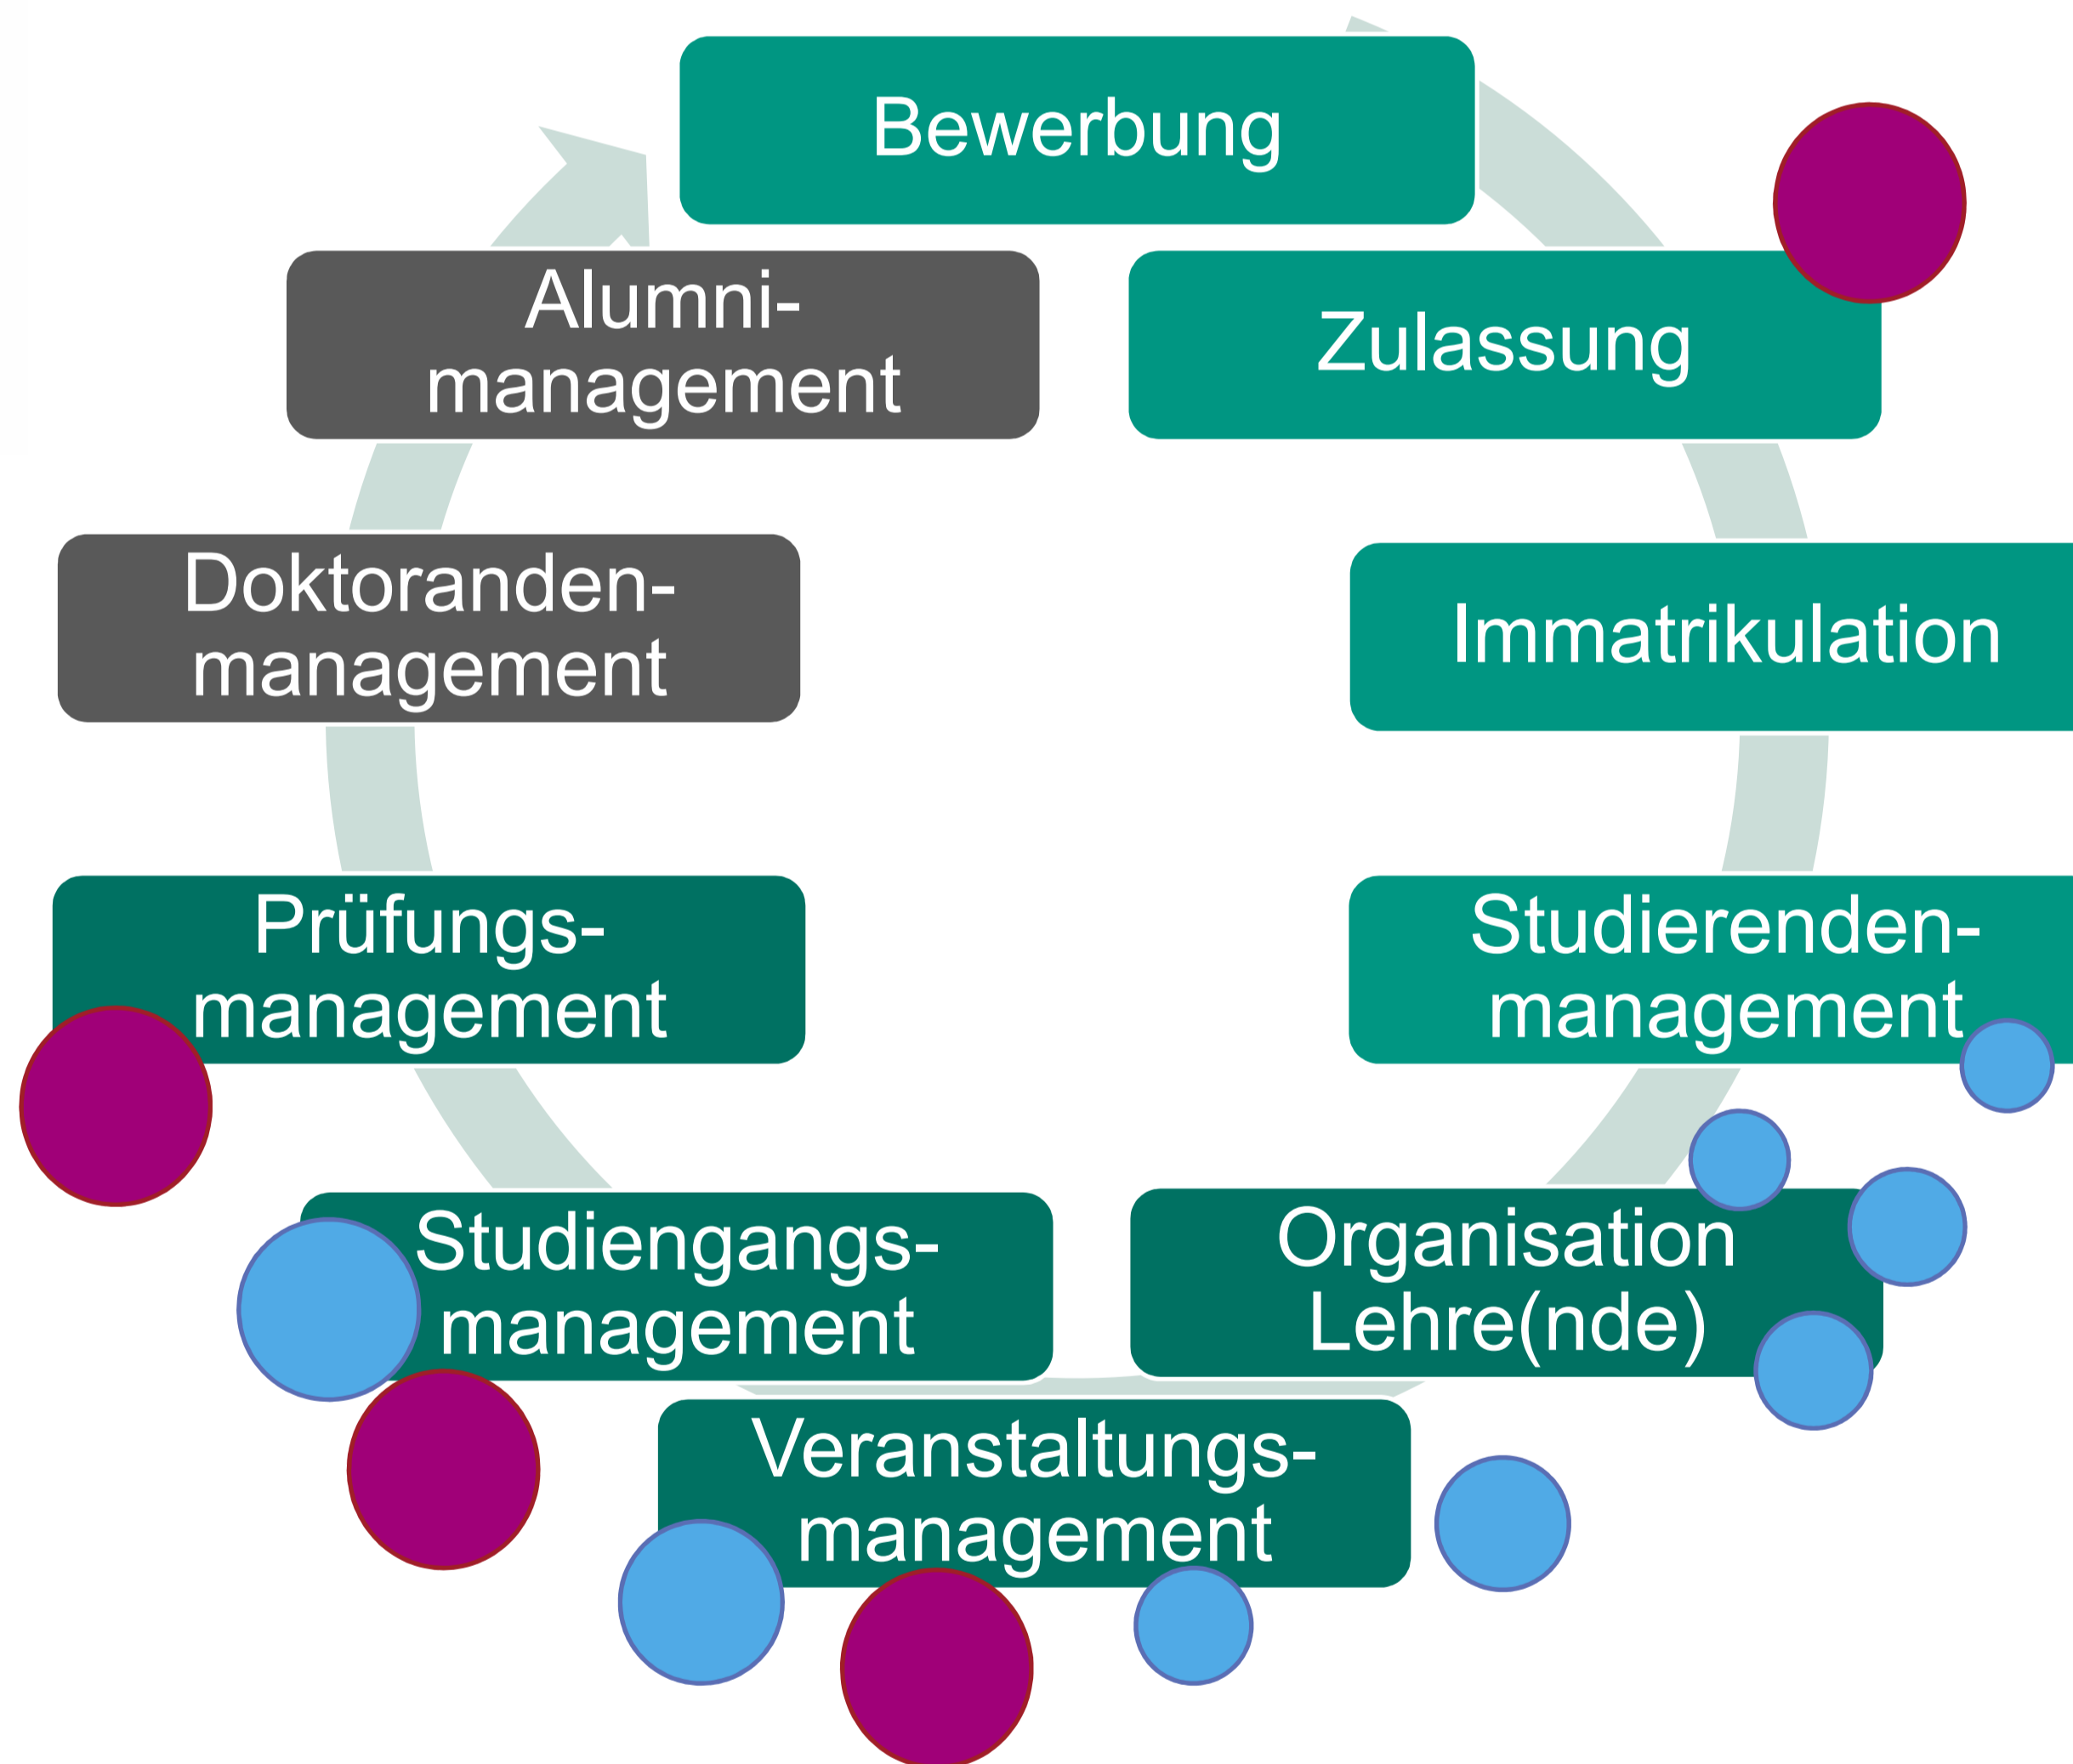 Bewerbung
Zulassung
Immatrikulation
Studierenden-
management
Organisation
Lehre(nde)
Veranstaltungs-
management
Studiengangs-
management
Prüfungs-
management
Doktoranden-
management
Alumni-
management